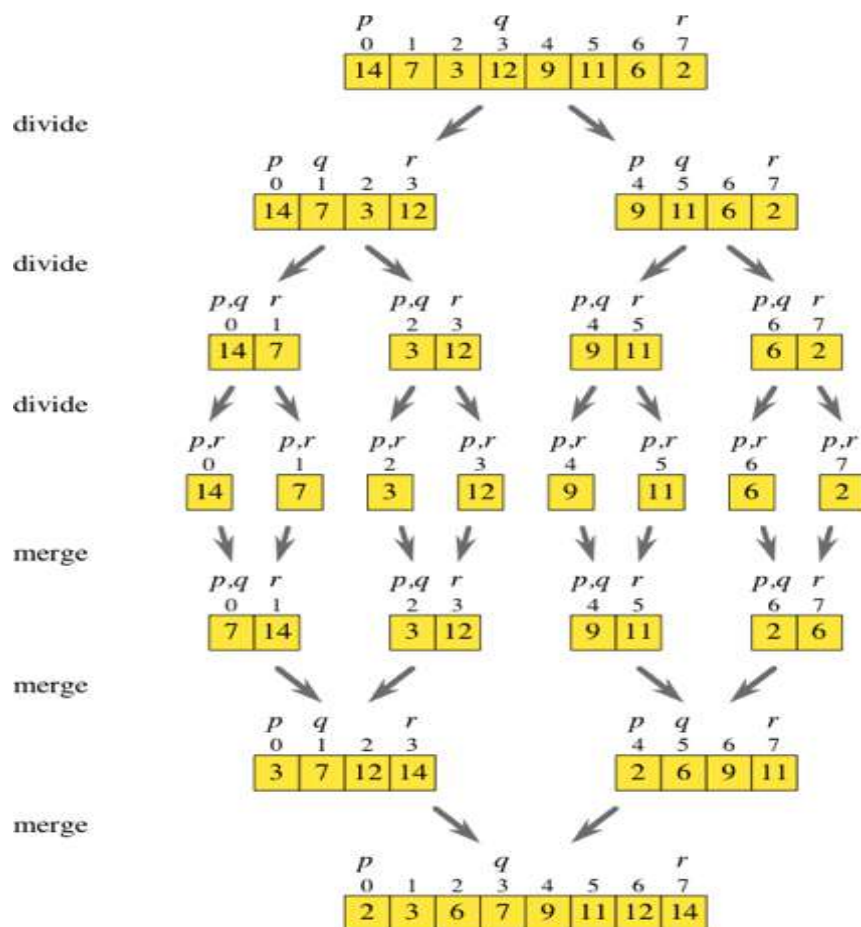 p q r
0 1 2 3 4 5 6 7
14 7 3 12 9 11 6 2
divide
p q r p q r
0 1 2 3 4 5 6 7
14 7 3 12 9 11 6 2
divide
p,q r p,q r p,q r p,q r
0 1 2 3 4 5 6 7
14 7 3 12 9 11 6 2
divide
p,r p,r p,r p,r p,r p,r p,r p,r
0 1 2 3 4 5 6 7
14 7 3 12 9 11 6 2
merge
p,q r p,q r p,q r p,q r
0 1 2 3 4 5 6 7
7 14 3 12 9 11 2 6
merge
p q r p q r
0 1 2 3 4 5 6 7
3 7 12 14 2 6 9 11
merge
p q r
0 1 2 3 4 5 6 7
2 3 6 7 9 11 12 14